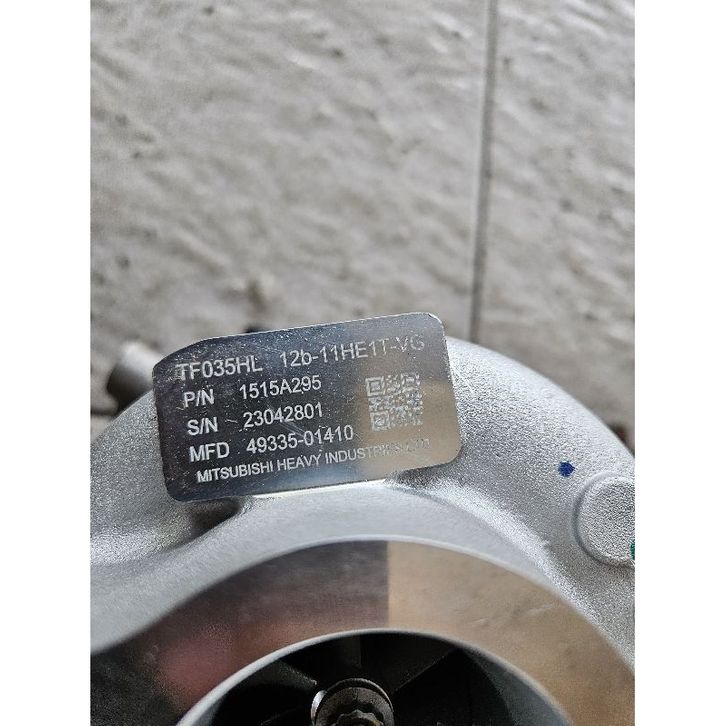 TF035HL 12b-11HE1T-VG
P/N 1515A295
S/N 23042801
MFD 49335-01410
MITSUBISHI HEAVY INDUSTRIES,LTD